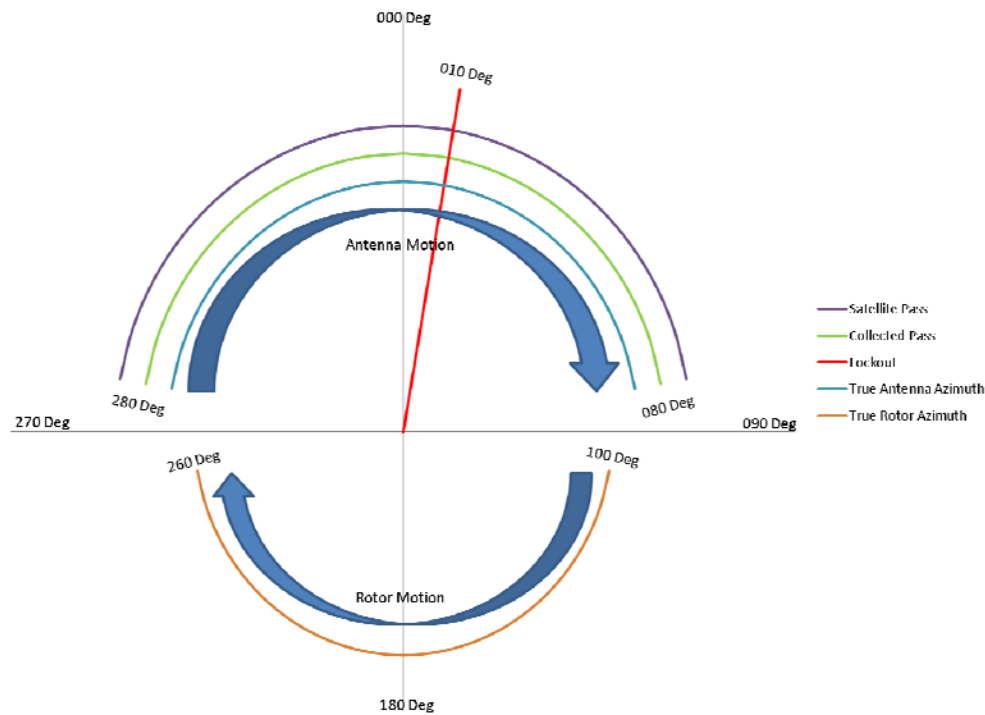 000 Deg
010 Deg
Antenna Motion
280 Deg
080 Deg
270 Deg
090 Deg
260 Deg
100 Deg
Rotor Motion
180 Deg
Satellite Pass
Collected Pass
Lockout
True Antenna Azimuth
True Rotor Azimuth